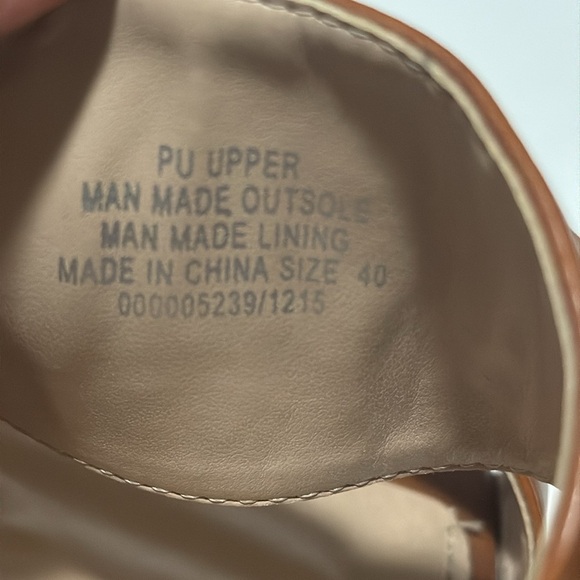 PU UPPER
MAN MADE OUTSOLE
MAN MADE LINING
MADE IN CHINA SIZE 40
000005239/1215